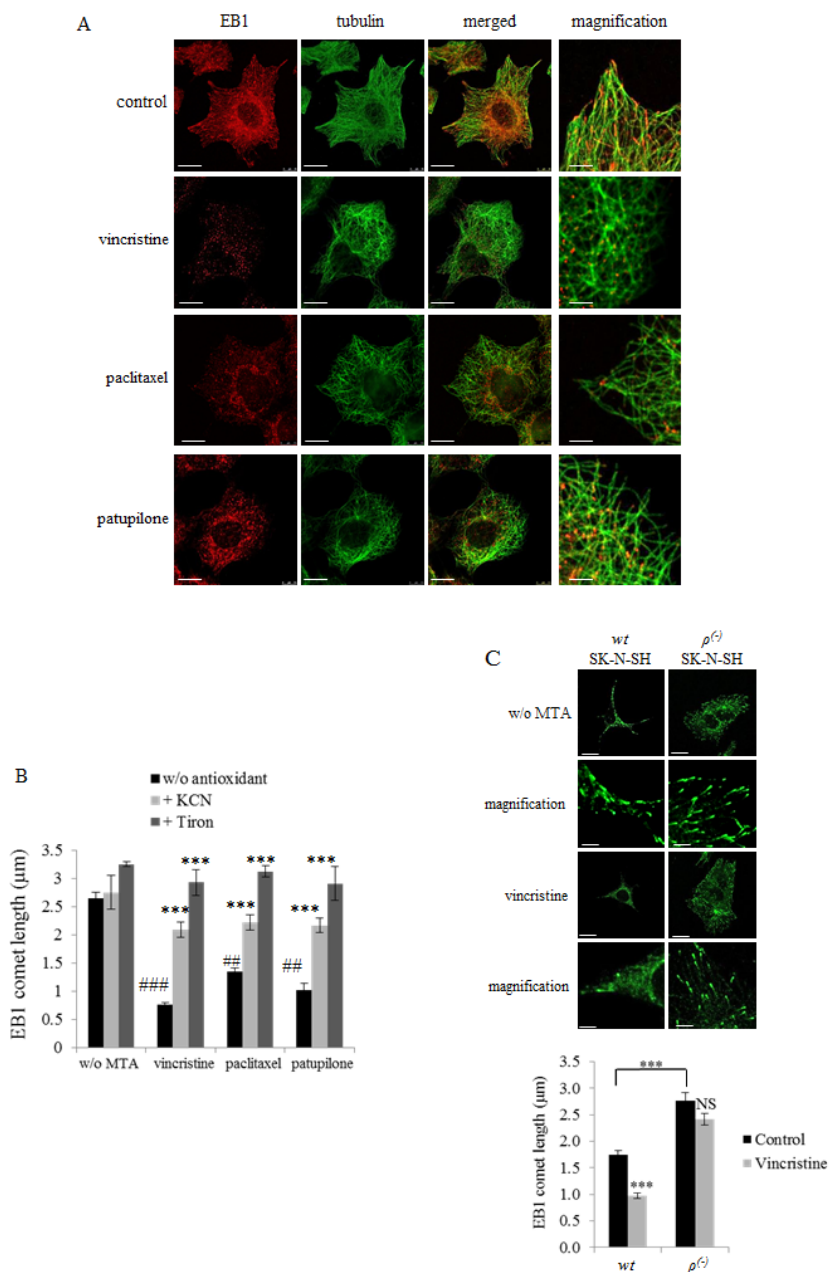 A
EB1 tubulin merged magnification
control
vincristine
paclitaxel
patupilone
B
w/o antioxidant
+ KCN
+ Tiron
EB1 comet length (µm)
3.5
3
2.5
2
1.5
1
0.5
0
###
***
***
##
***
***
##
***
***
w/o MTA vincristine paclitaxel patupilone
C
wt ρ(-)
SK-N-SH SK-N-SH
w/o MTA
magnification
vincristine
magnification
EB1 comet length (µm)
3.5
3.0
2.5
2.0
1.5
1.0
0.5
0.0
***
***
NS
Control
Vincristine
wt ρ(-)